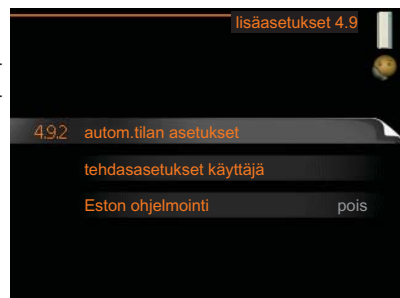 lisäasetukset 4.9
4.9.2 autom.tilan asetukset
tehdasasetukset käyttäjä
Eston ohjelmointi pois